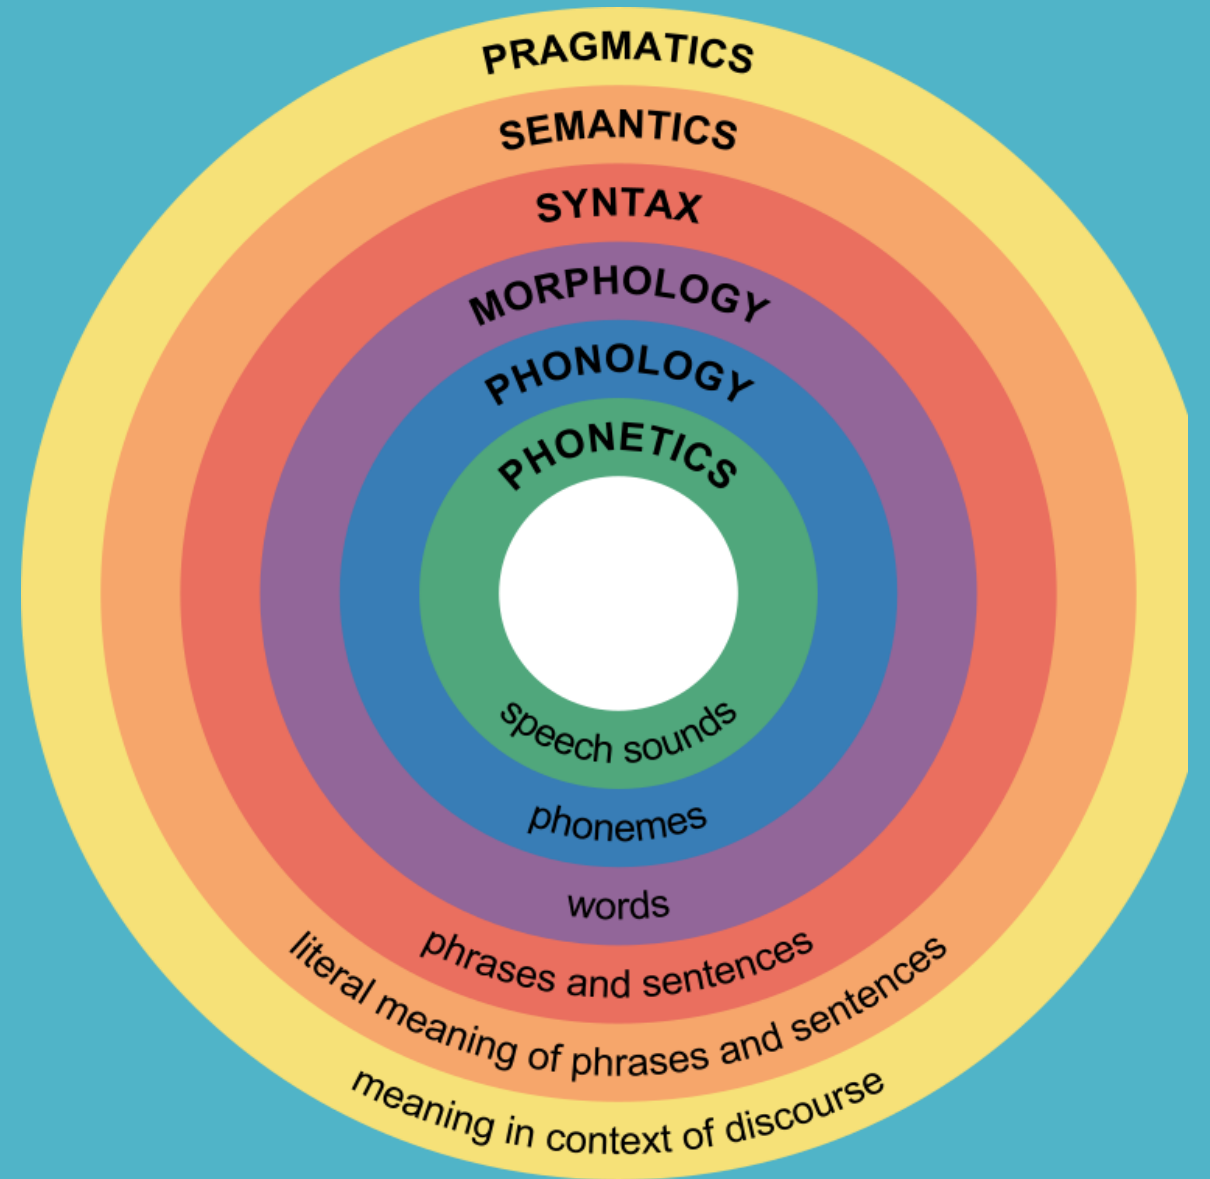 PRAGMATICS
SEMANTICS
SYNTAX
MORPHOLOGY
PHONOLOGY
PHONETICS
speech sounds
phonemes
words
phrases and sentences
literal meaning of phrases and sentences
meaning in context of discourse